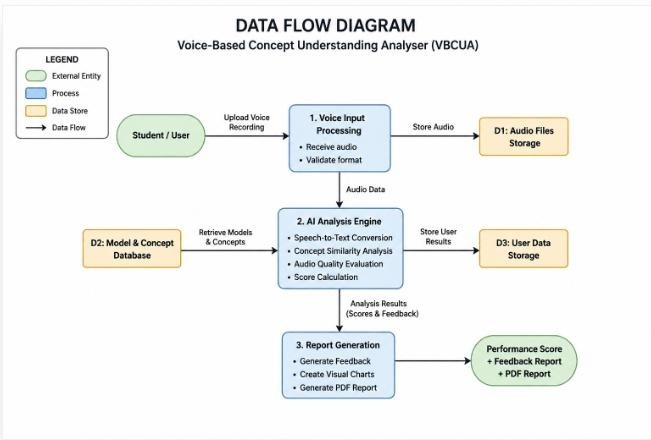 DATA FLOW DIAGRAM
Voice-Based Concept Understanding Analyser (VBCUA)
LEGEND
External Entity
Process
Data Store
Data Flow
Student / User
Upload Voice
Recording
1. Voice Input
Processing
• Receive audio
• Validate format
Store Audio
D1: Audio Files
Storage
Audio Data
D2: Model & Concept
Database
Retrieve Models
& Concepts
2. AI Analysis Engine
• Speech-to-Text Conversion
• Concept Similarity Analysis
• Audio Quality Evaluation
• Score Calculation
Store User
Results
D3: User Data
Storage
Analysis Results
(Scores & Feedback)
3. Report Generation
• Generate Feedback
• Create Visual Charts
• Generate PDF Report
Performance Score
+ Feedback Report
+ PDF Report